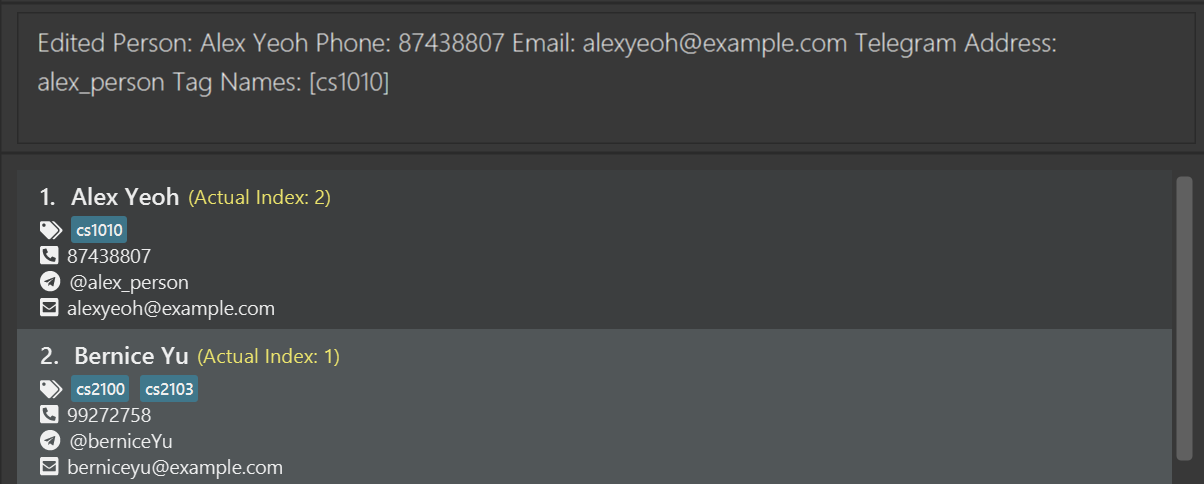 Edited Person: Alex Yeoh Phone: 87438807 Email: alexyeoh@example.com Telegram Address:
alex_person Tag Names: [cs1010]
1. Alex Yeoh (Actual Index: 2)
cs1010
87438807
@alex_person
alexyeoh@example.com
2. Bernice Yu (Actual Index: 1)
cs2100 cs2103
99272758
@berniceYu
berniceyu@example.com